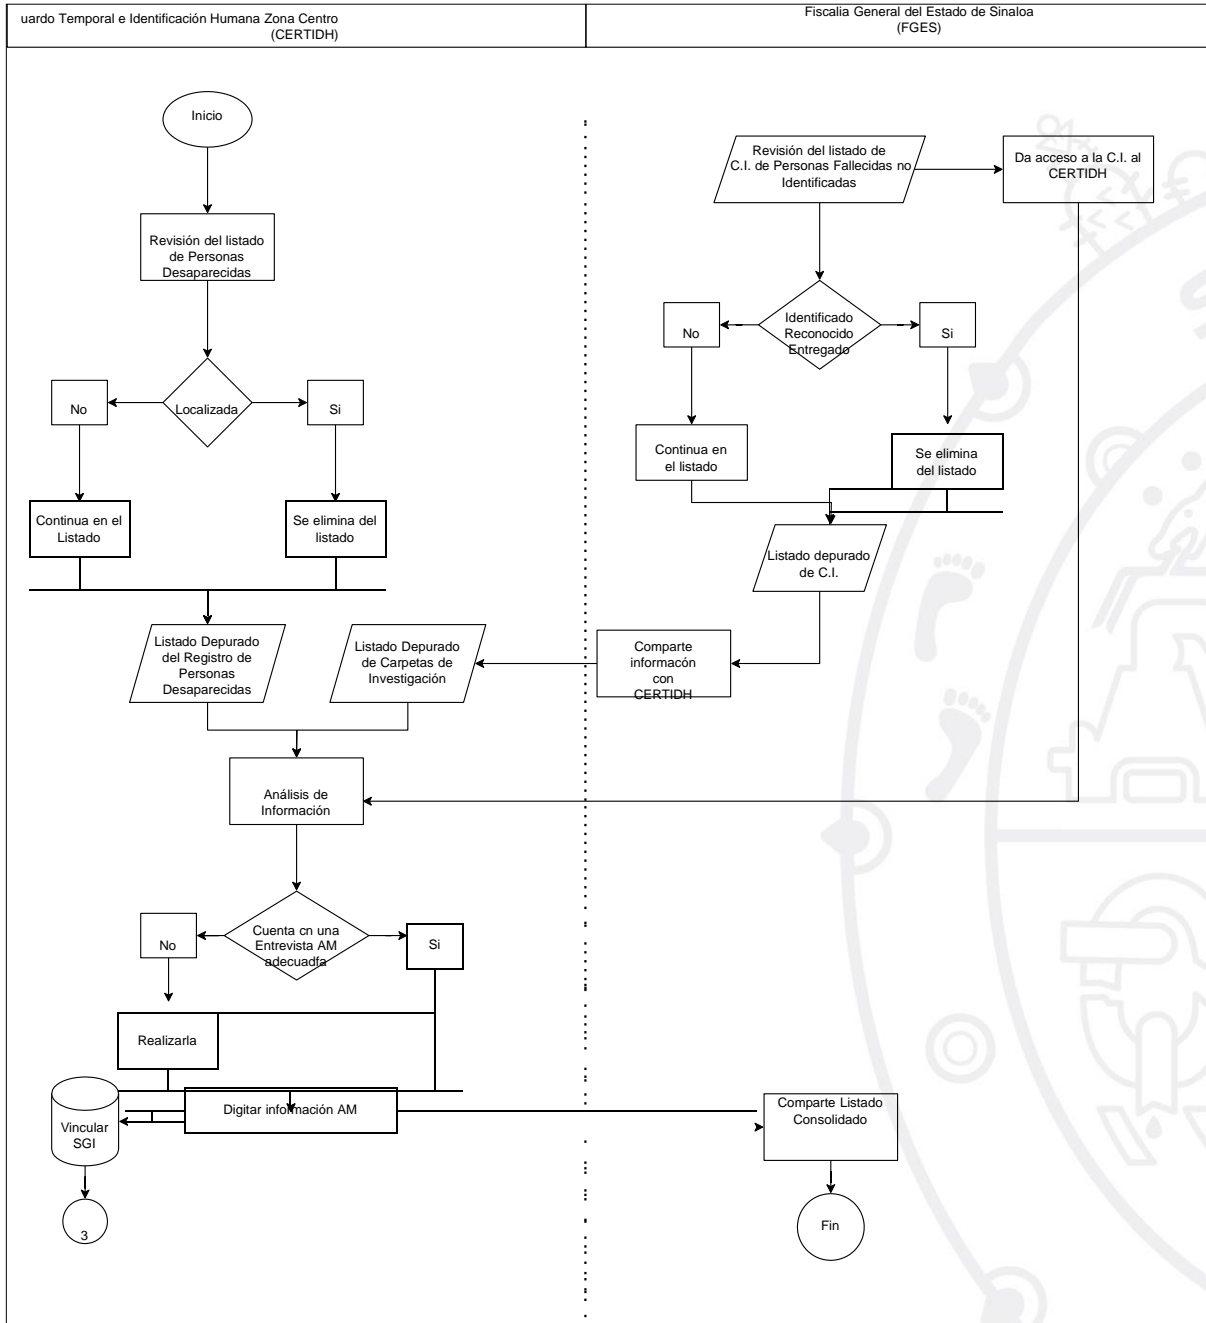 uardo Temporal e Identificación Humana Zona Centro
(CERTIDH)
Fiscalia General del Estado de Sinaloa
(FGES)
Inicio
Revisión del listado
de Personas
Desaparecidas
Localizada
No
Si
Continua en el
Listado
Se elimina del
listado
Listado Depurado
del Registro de
Personas
Desaparecidas
Listado Depurado
de Carpetas de
Investigación
Análisis de
Información
Cuenta cn una
Entrevista AM
adecuadfa
No
Si
Realizarla
Digitar información AM
Vincular
SGI
3
Revisión del listado de
C.I. de Personas Fallecidas no
Identificadas
Da acceso a la C.I. al
CERTIDH
Identificado
Reconocido
Entregado
No
Si
Continua en
el listado
Se elimina
del listado
Listado depurado
de C.I.
Comparte
informacón
con
CERTIDH
Comparte Listado
Consolidado
Fin